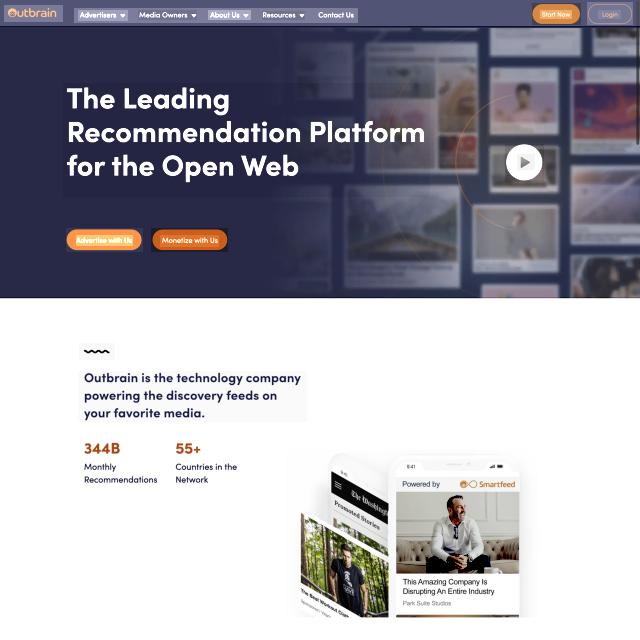 Outbrain
Advertisers
Media Owners
About Us
Resources
Contact Us
Start Now
Login
The Leading
Recommendation Platform
for the Open Web
Advertise with Us
Monetize with Us
Outbrain is the technology company
powering the discovery feeds on
your favorite media.
344B
Monthly
Recommendations
55+
Countries in the
Network
9:41
The Washing
Promoted Stories
The Best Workout
9:41
Powered by
Smartfeed
This Amazing Company Is
Disrupting An Entire Industry
Park Suite Studios